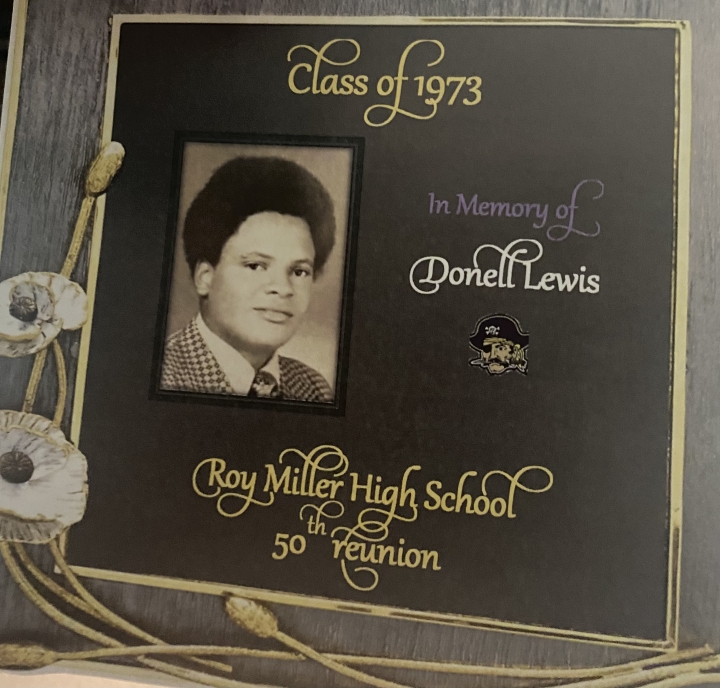 Class of 1973
In Memory of
Donell Lewis
Roy Miller High School
50th reunion